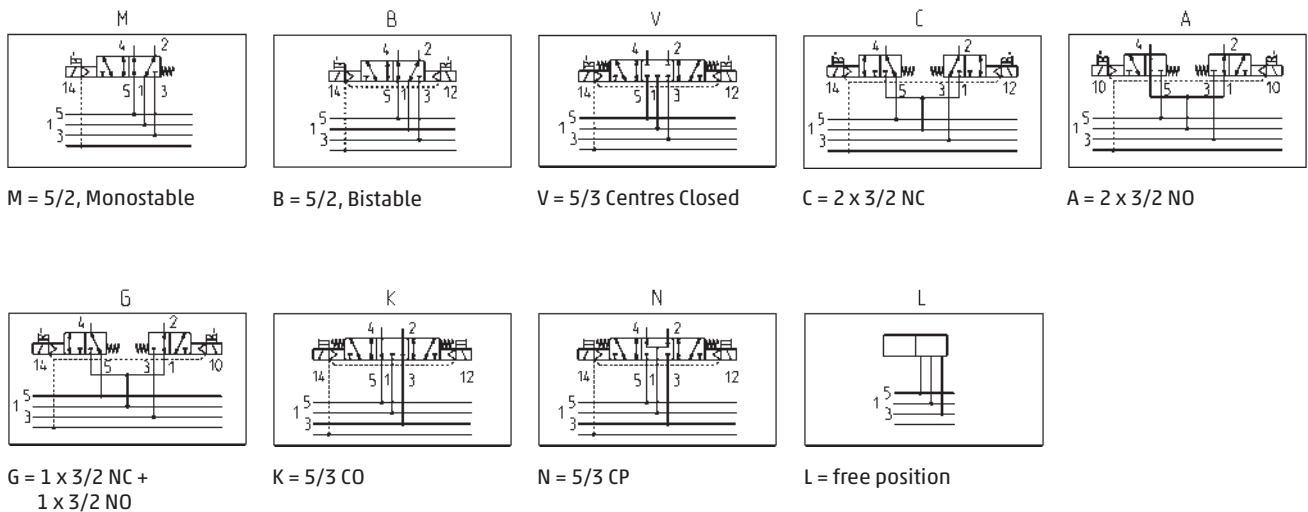 M B V C A
4 2 4 2 4 2 4 2 4 2
14 5 1 3 14 5 1 3 12 14 5 1 3 12 14 5 3 1 12 10 5 3 1 10
5 5 5 5 5
1 1 1 1 1
3 3 3 3 3
M = 5/2, Monostable B = 5/2, Bistable V = 5/3 Centres Closed C = 2 x 3/2 NC A = 2 x 3/2 NO
G K N L
4 2 4 2 4 2
14 5 3 1 10 14 5 1 3 12 14 5 1 3 12
5 5 5 5
1 1 1 1
3 3 3 3
G = 1 x 3/2 NC + K = 5/3 CO N = 5/3 CP L = free position
1 x 3/2 NO